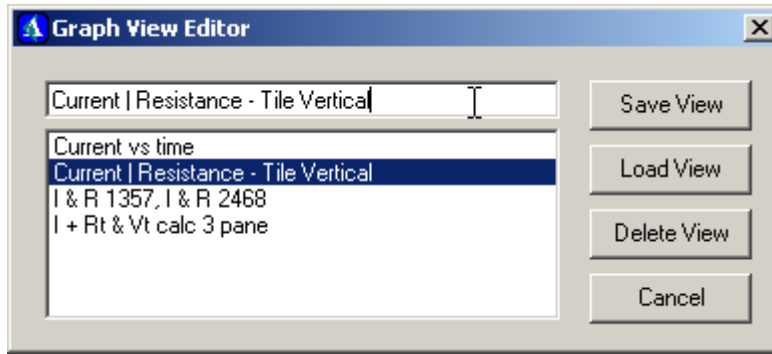 Graph View Editor
Current | Resistance - Tile Vertical
Save View
Current vs time
Current | Resistance - Tile Vertical
I & R 1357, I & R 2468
I + Rt & Vt calc 3 pane
Load View
Delete View
Cancel